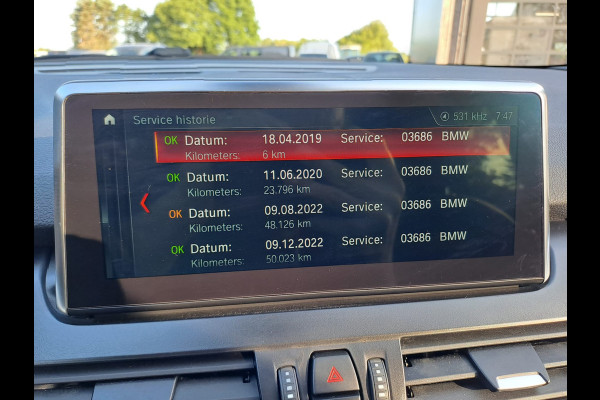 Service historie
531 kHz 7:47
OK Datum: 18.04.2019 Service: 03686 BMW
Kilometers: 6 km
OK Datum: 11.06.2020 Service: 03686 BMW
Kilometers: 23.796 km
OK Datum: 09.08.2022 Service: 03686 BMW
Kilometers: 48.126 km
OK Datum: 09.12.2022 Service: 03686 BMW
Kilometers: 50.023 km